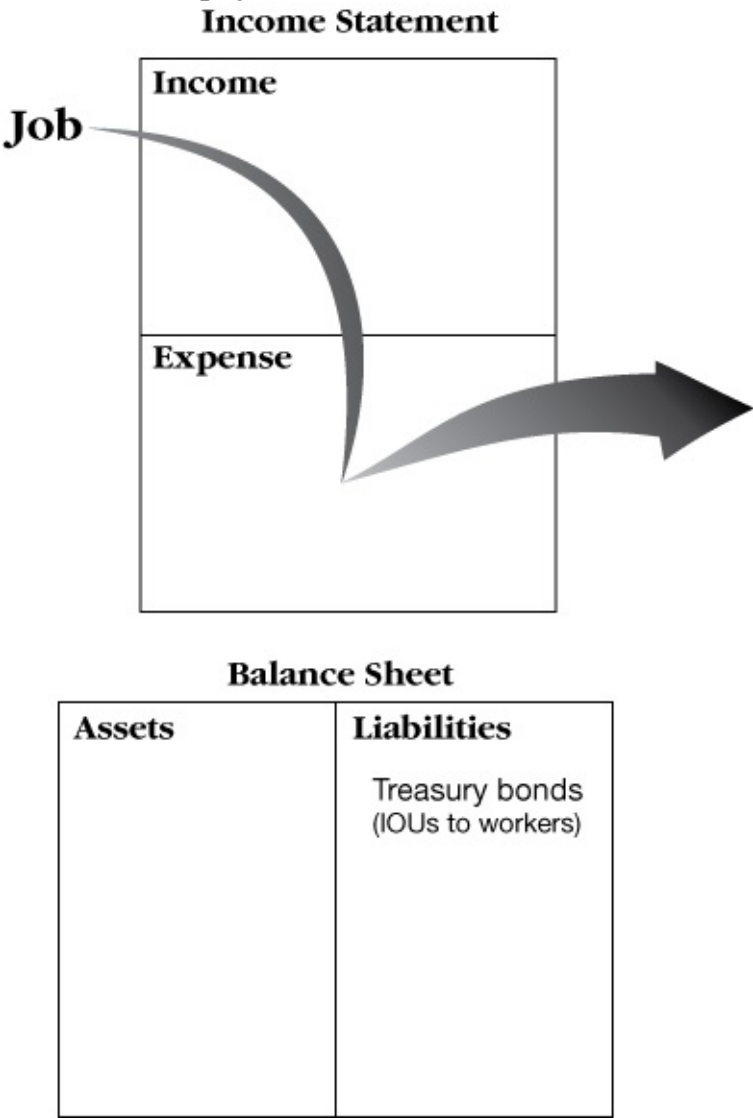 Income Statement
Income
Job
Expense
Balance Sheet
Assets
Liabilities
Treasury bonds
(IOUs to workers)